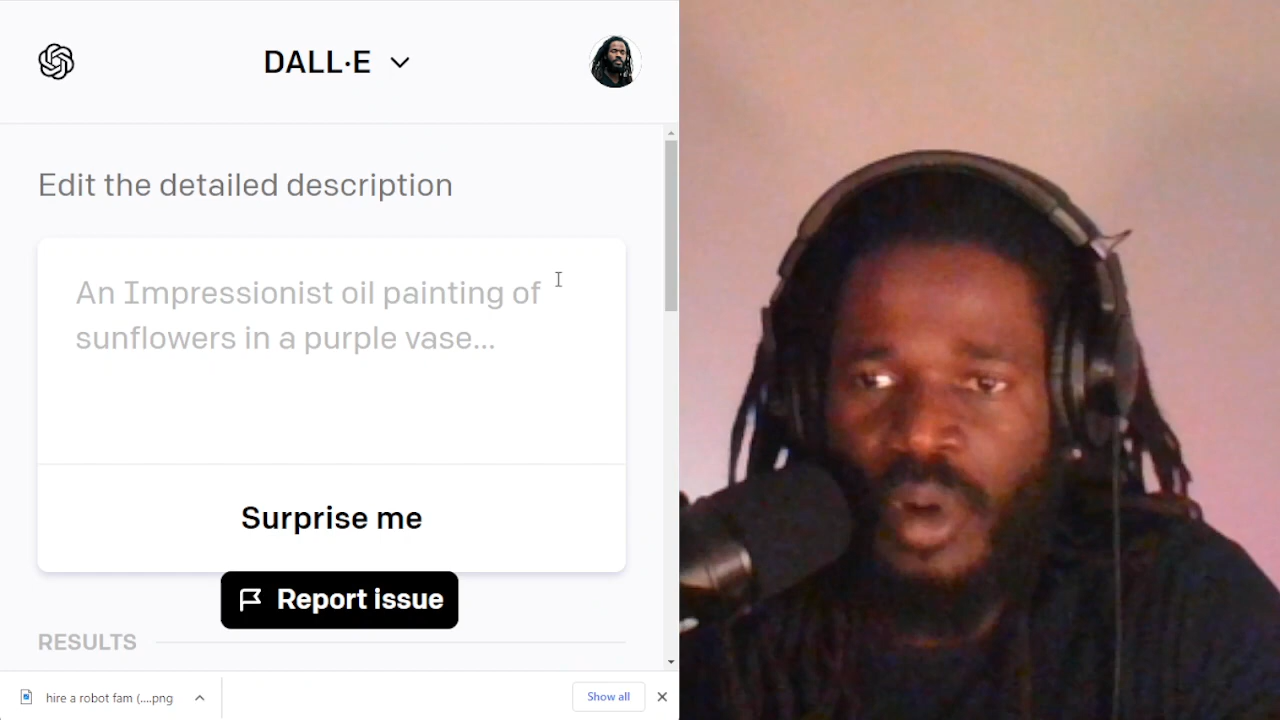 DALL·E
Edit the detailed description
An Impressionist oil painting of
sunflowers in a purple vase...
Surprise me
Report issue
RESULTS
hire a robot fam (....png
Show all